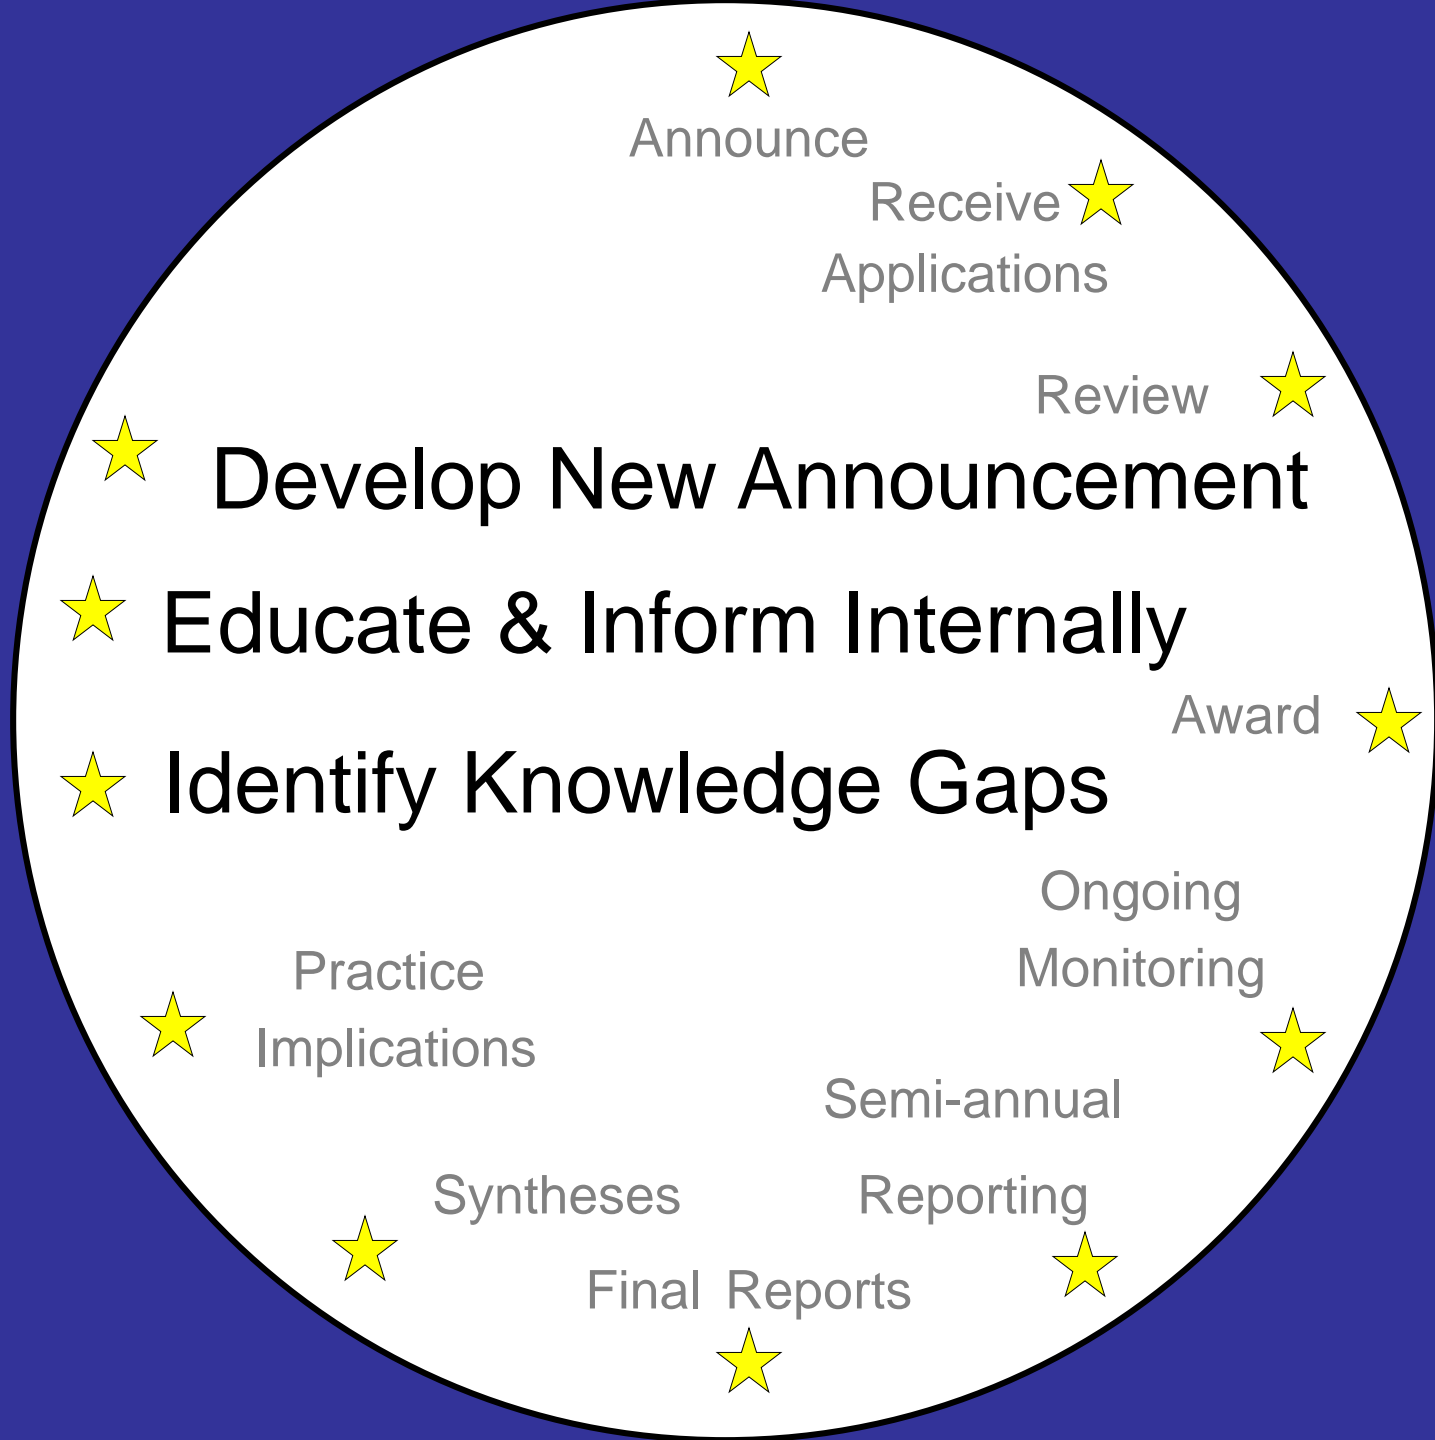 Announce
Receive
Applications
Review
Develop New Announcement
Educate & Inform Internally
Award
Identify Knowledge Gaps
Ongoing
Monitoring
Practice
Implications
Semi-annual
Reporting
Syntheses
Final Reports